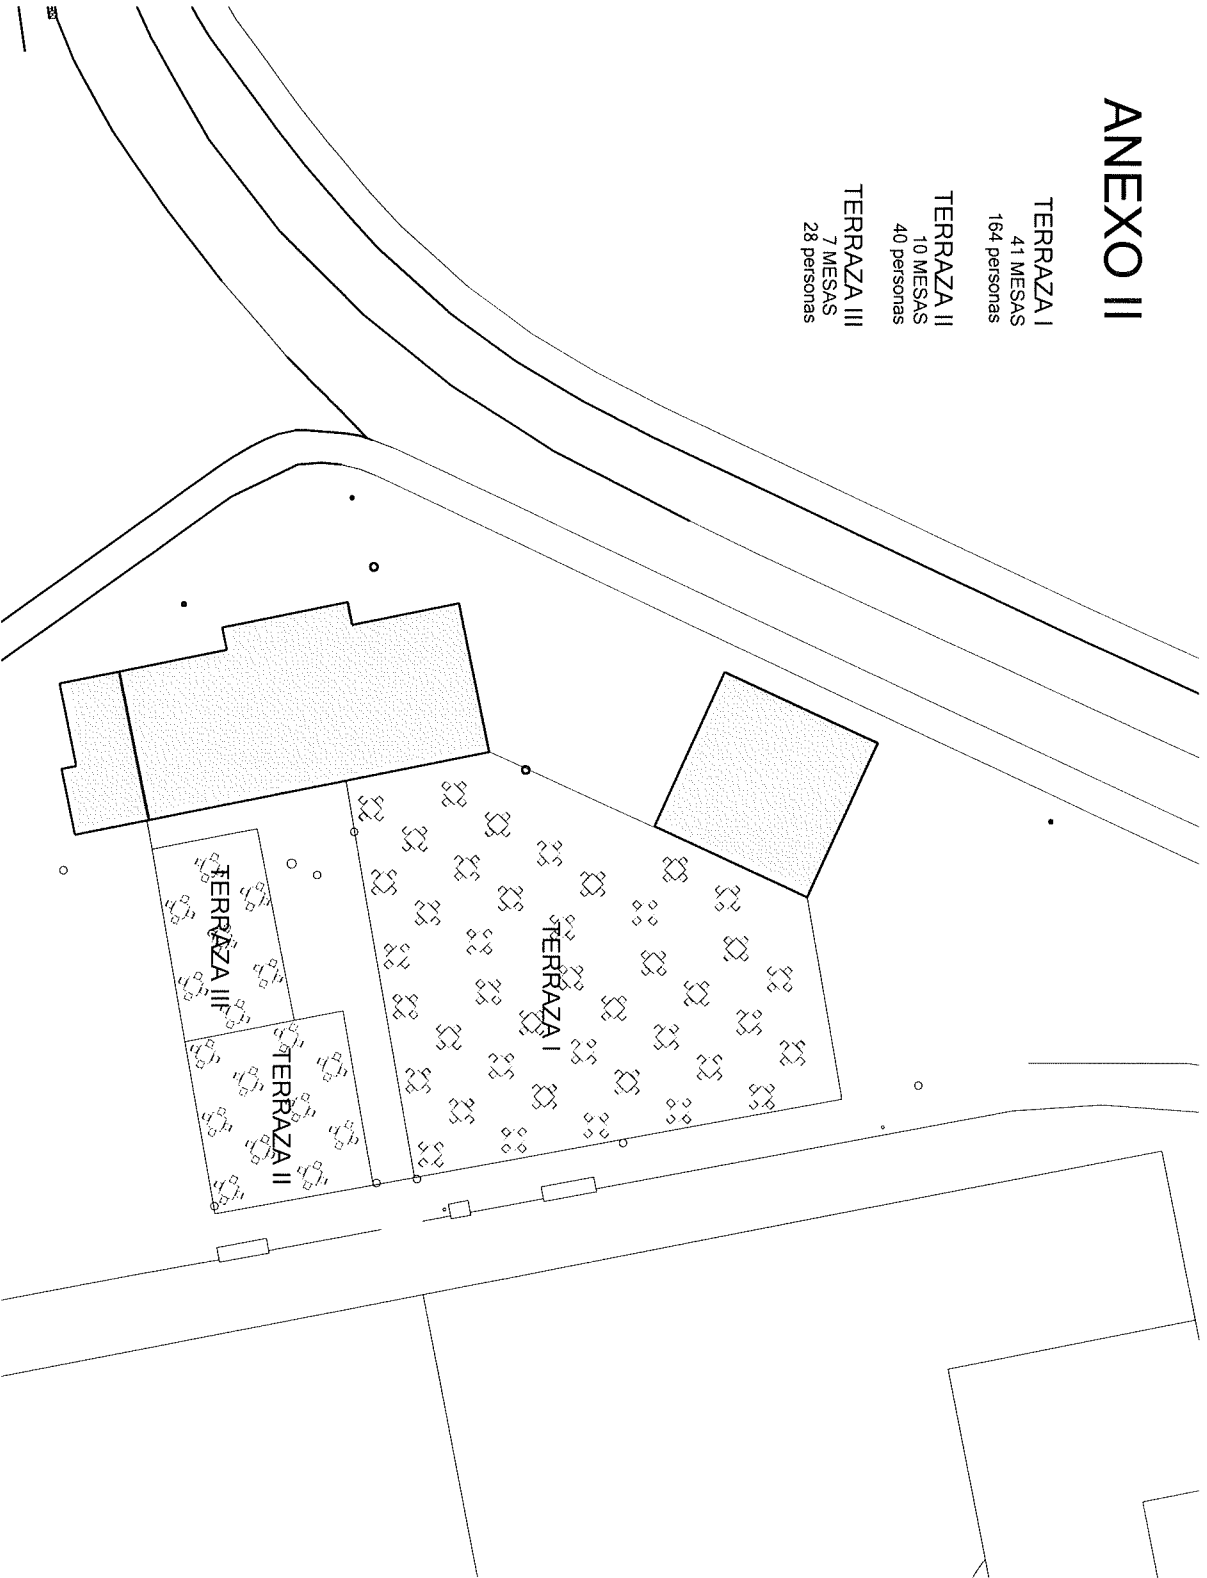 ANEXO II
TERRAZA I
41 MESAS
164 personas
TERRAZA II
10 MESAS
40 personas
TERRAZA III
7 MESAS
28 personas
TERRAZA I
TERRAZA II
TERRAZA III